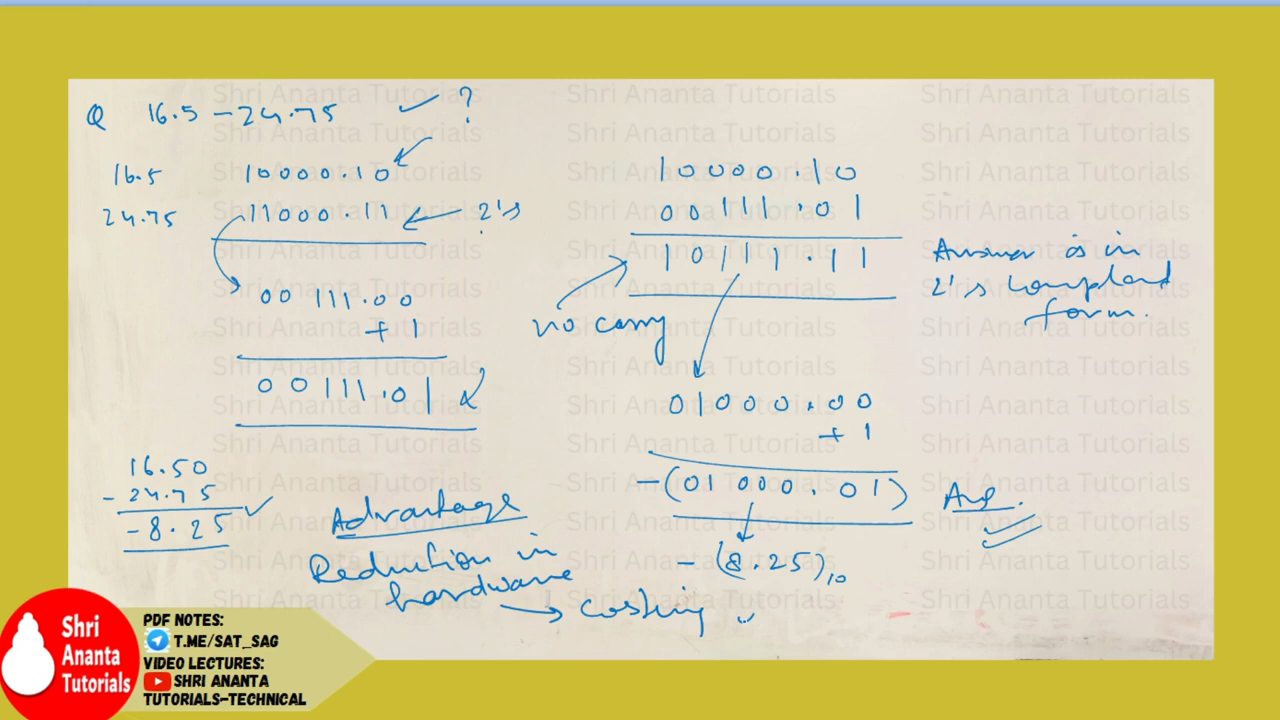 Q 16.5 - 24.75 ?
16.5 10000.10
24.75 11000.11 2's
00111.00
+ 1
00111.01
16.50
- 24.75
- 8.25
Advantage
Reduction in
hardware
→ costing
10000.10
00111.01
10111.11
no carry
Answer is in
2's
form.
01000.00
+ 1
-(01000.01) Ans.
- (8.25)10
Shri
Ananta
Tutorials
PDF NOTES:
T.ME/SAT_SAG
VIDEO LECTURES:
SHRI ANANTA
TUTORIALS-TECHNICAL
Shri Ananta Tutorials